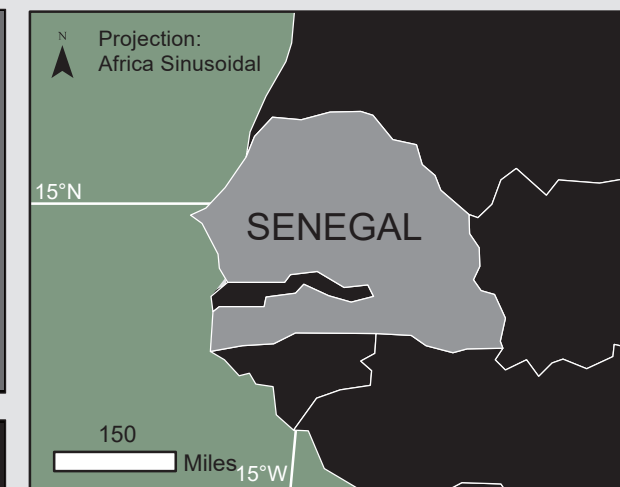 N
Projection:
Africa Sinusoidal
15°N
SENEGAL
150
Miles
15°W